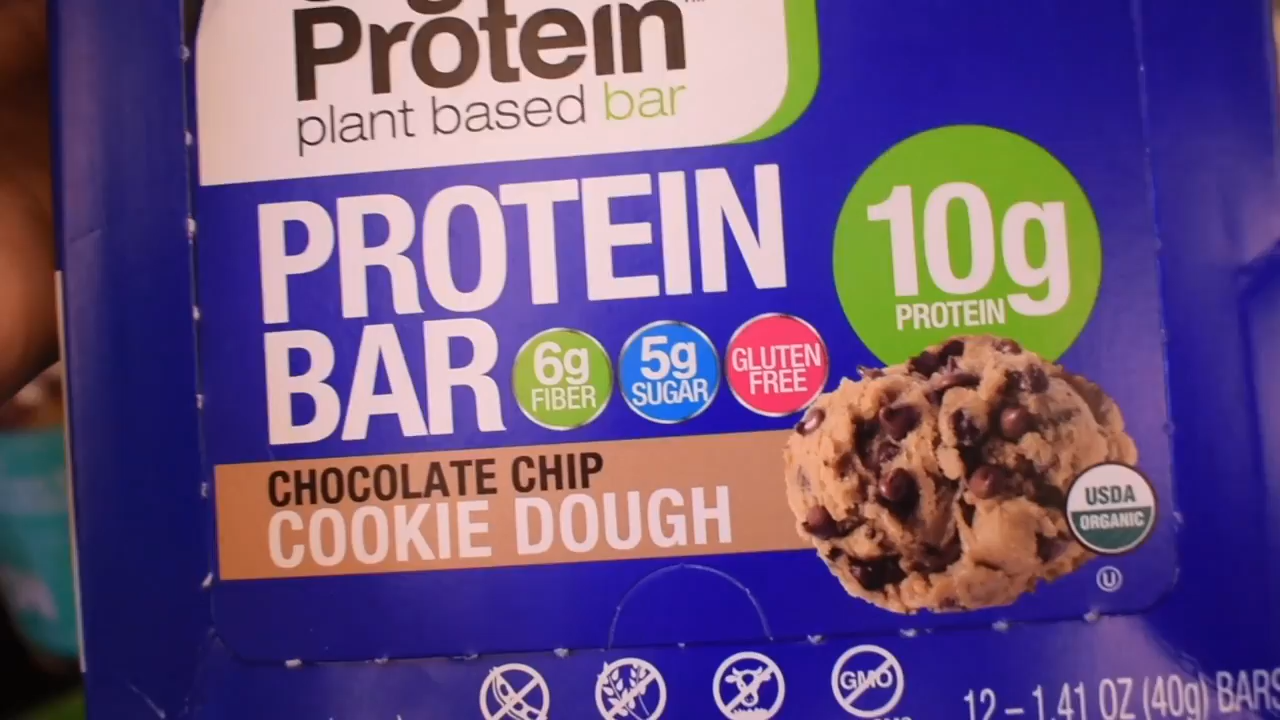 Protein™
plant based bar
PROTEIN
BAR
10g
PROTEIN
6g
FIBER
5g
SUGAR
GLUTEN
FREE
CHOCOLATE CHIP
COOKIE DOUGH
USDA
ORGANIC
U
GMO
12 – 1.41 OZ (40g) BARS